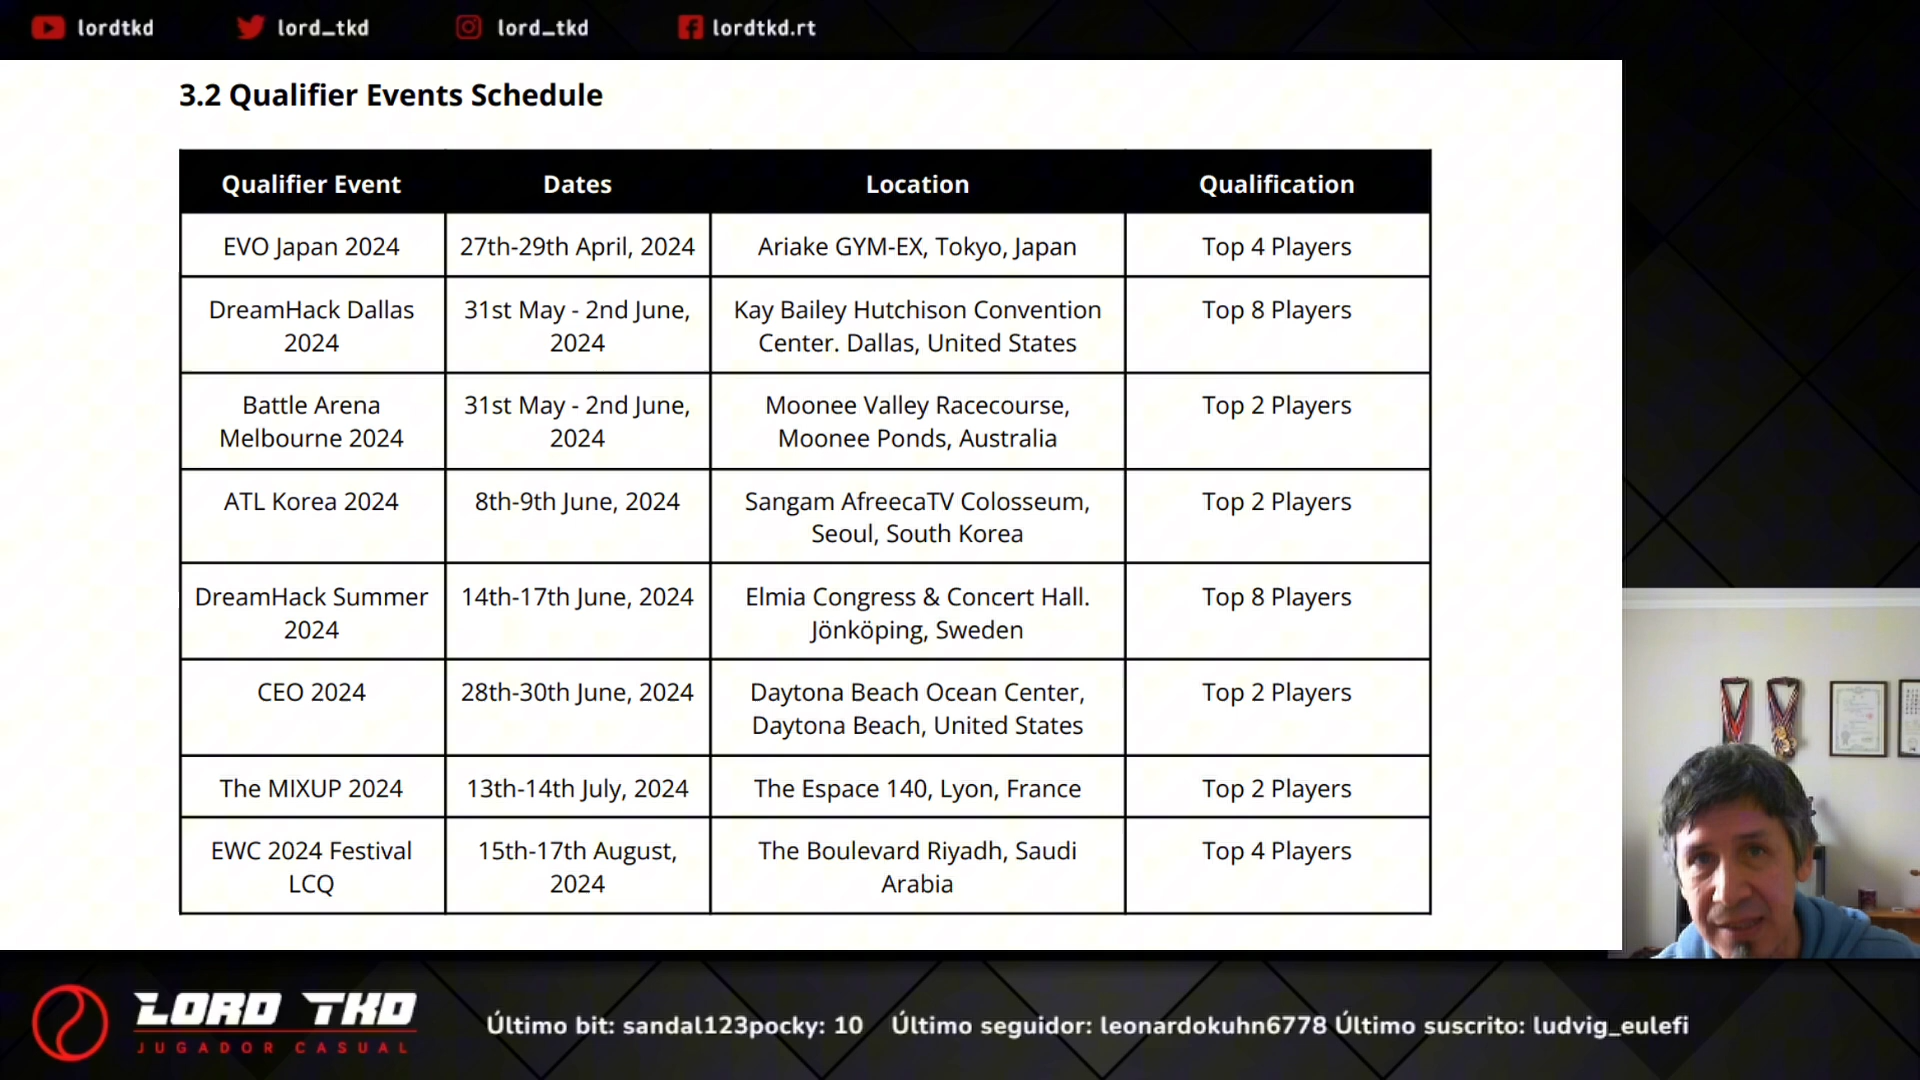 lordtkd
lord_tkd
lord_tkd
lordtkd.rt
3.2 Qualifier Events Schedule
Qualifier Event
Dates
Location
Qualification
EVO Japan 2024
27th-29th April, 2024
Ariake GYM-EX, Tokyo, Japan
Top 4 Players
DreamHack Dallas
2024
31st May - 2nd June,
2024
Kay Bailey Hutchison Convention
Center. Dallas, United States
Top 8 Players
Battle Arena
Melbourne 2024
31st May - 2nd June,
2024
Moonee Valley Racecourse,
Moonee Ponds, Australia
Top 2 Players
ATL Korea 2024
8th-9th June, 2024
Sangam AfreecaTV Colosseum,
Seoul, South Korea
Top 2 Players
DreamHack Summer
2024
14th-17th June, 2024
Elmia Congress & Concert Hall.
Jönköping, Sweden
Top 8 Players
CEO 2024
28th-30th June, 2024
Daytona Beach Ocean Center,
Daytona Beach, United States
Top 2 Players
The MIXUP 2024
13th-14th July, 2024
The Espace 140, Lyon, France
Top 2 Players
EWC 2024 Festival
LCQ
15th-17th August,
2024
The Boulevard Riyadh, Saudi
Arabia
Top 4 Players
LORD TKD
JUGADOR CASUAL
Último bit: sandal123pocky: 10
Último seguidor: leonardokuhn6778
Último suscrito: ludvig_eulefi